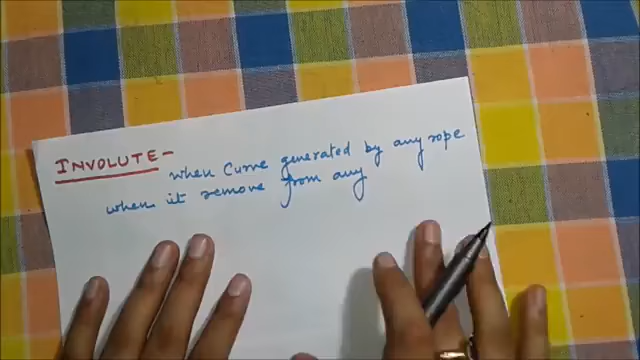 INVOLUTE-
when curve generated by any rope
when it remove from any